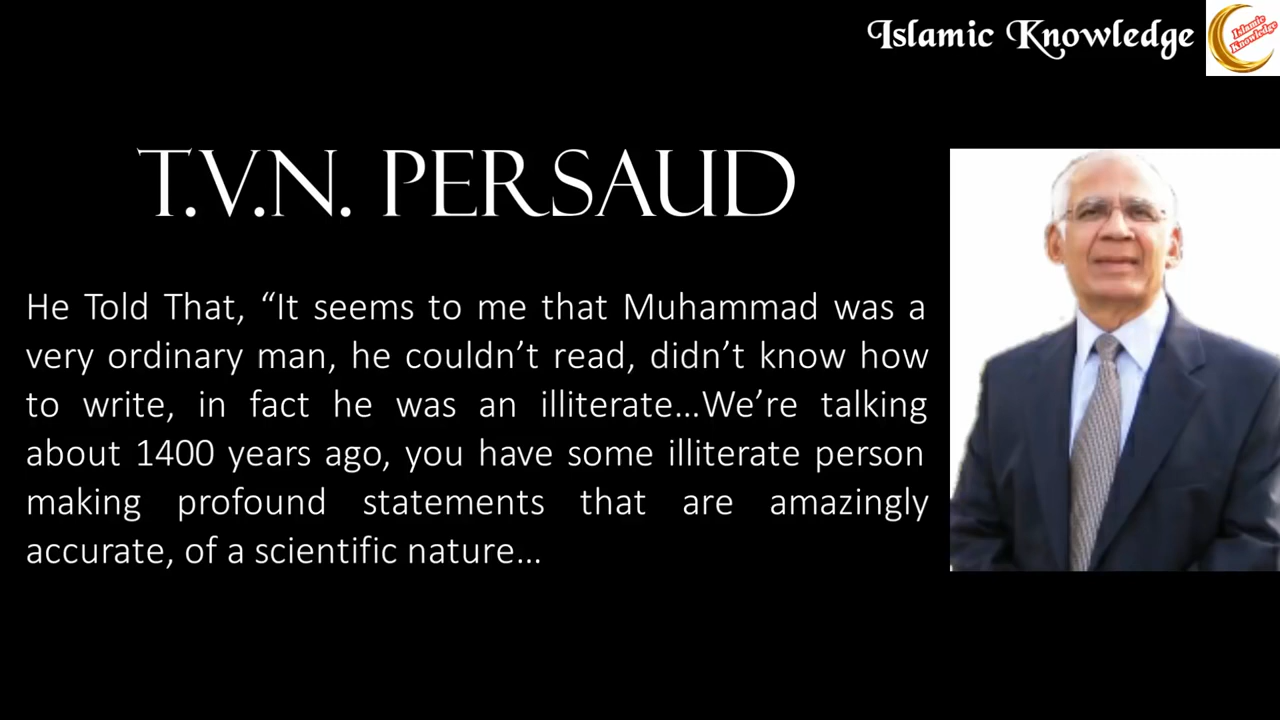 Islamic Knowledge
Islamic
Knowledge
T.V.N. PERSAUD
He Told That, “It seems to me that Muhammad was a
very ordinary man, he couldn’t read, didn’t know how
to write, in fact he was an illiterate…We’re talking
about 1400 years ago, you have some illiterate person
making profound statements that are amazingly
accurate, of a scientific nature…